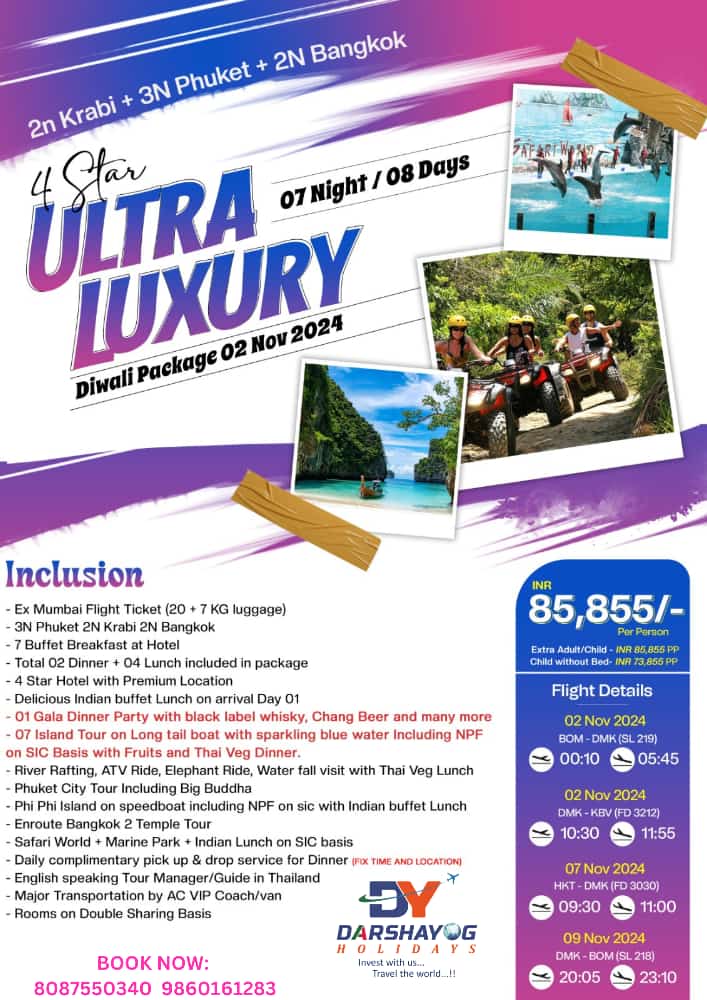 2n Krabi + 3N Phuket + 2N Bangkok
4 Star
ULTRA
LUXURY
07 Night / 08 Days
Diwali Package 02 Nov 2024
Inclusion
- Ex Mumbai Flight Ticket (20 + 7 KG luggage)
- 3N Phuket 2N Krabi 2N Bangkok
- 7 Buffet Breakfast at Hotel
- Total 02 Dinner + 04 Lunch included in package
- 4 Star Hotel with Premium Location
- Delicious Indian buffet Lunch on arrival Day 01
- 01 Gala Dinner Party with black label whisky, Chang Beer and many more
- 07 Island Tour on Long tail boat with sparkling blue water Including NPF
on SIC Basis with Fruits and Thai Veg Dinner.
- River Rafting, ATV Ride, Elephant Ride, Water fall visit with Thai Veg Lunch
- Phuket City Tour Including Big Buddha
- Phi Phi Island on speedboat including NPF on sic with Indian buffet Lunch
- Enroute Bangkok 2 Temple Tour
- Safari World + Marine Park + Indian Lunch on SIC basis
- Daily complimentary pick up & drop service for Dinner (FIX TIME AND LOCATION)
- English speaking Tour Manager/Guide in Thailand
- Major Transportation by AC VIP Coach/van
- Rooms on Double Sharing Basis
BOOK NOW:
8087550340 9860161283
DY
DARSHAYOG
HOLIDAYS
Invest with us...
Travel the world...!!
INR
85,855/-
Per Person
Extra Adult/Child - INR 85,855 PP
Child without Bed- INR 73,855 PP
Flight Details
02 Nov 2024
BOM - DMK (SL 219)
00:10 05:45
02 Nov 2024
DMK - KBV (FD 3212)
10:30 11:55
07 Nov 2024
HKT - DMK (FD 3030)
09:30 11:00
09 Nov 2024
DMK - BOM (SL 218)
20:05 23:10